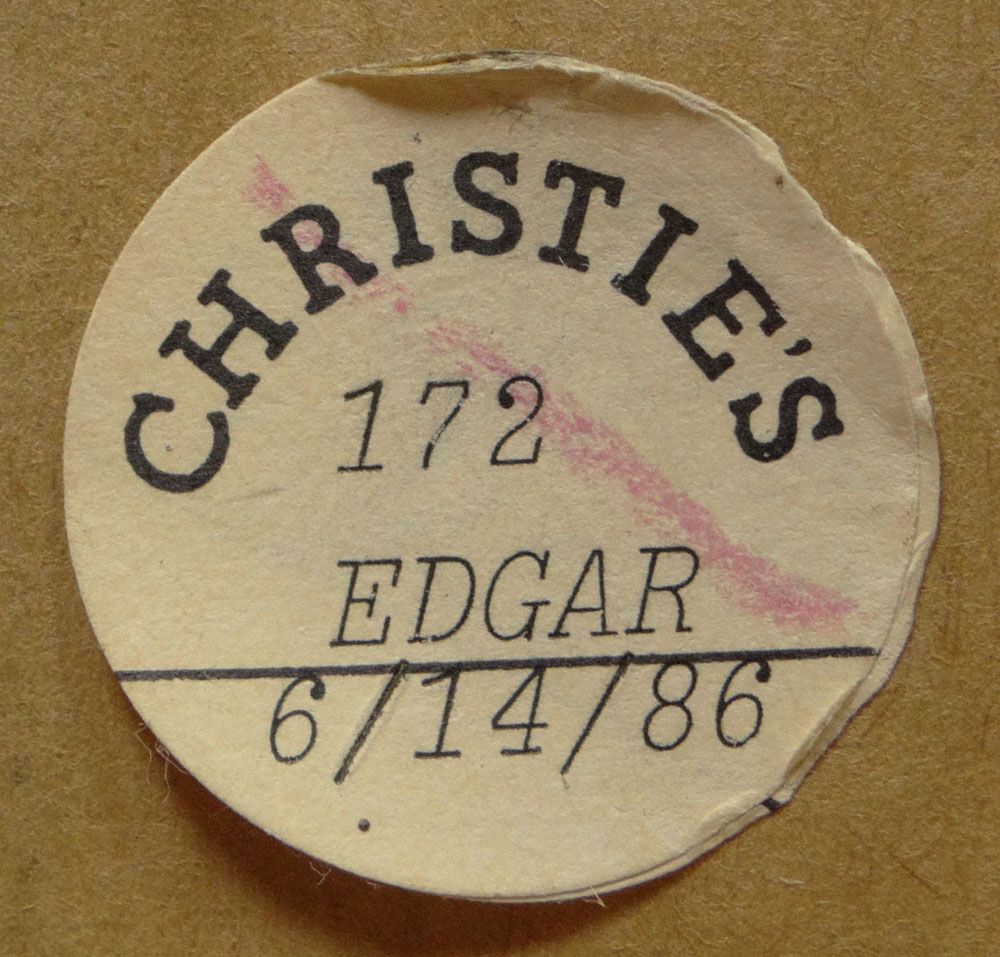 CHRISTIE'S
172
EDGAR
6/14/86